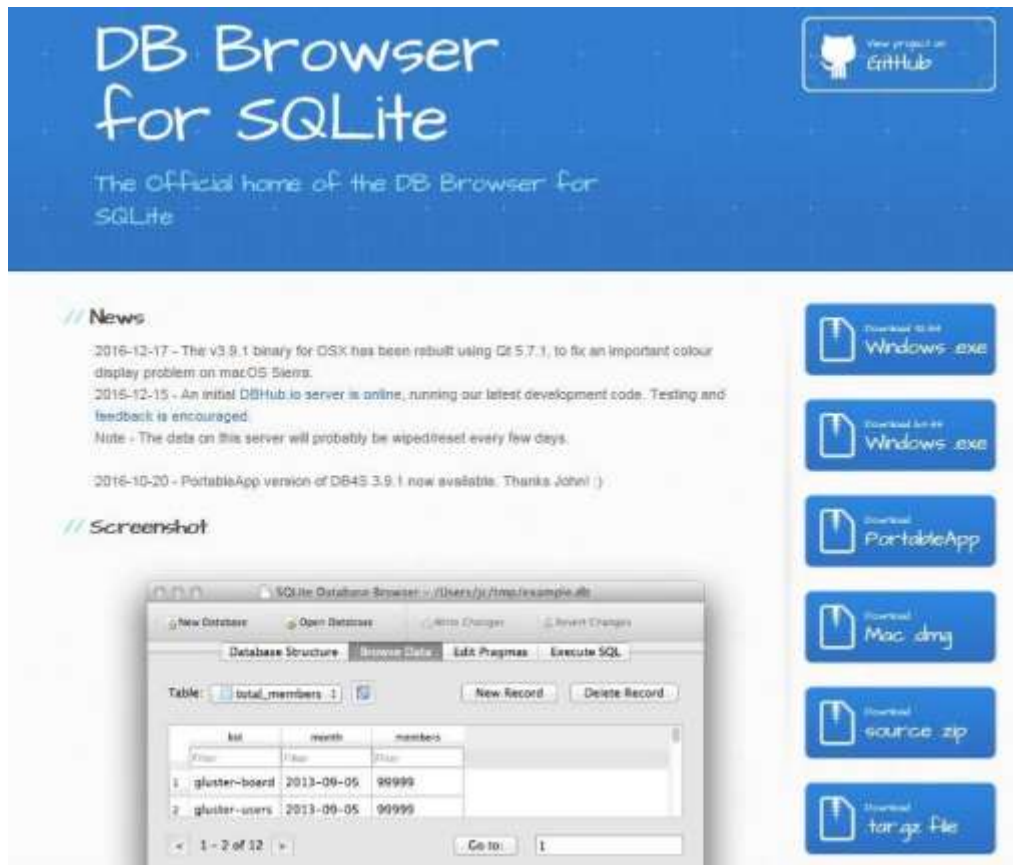 DB Browser
for SQLite
The Official home of the DB Browser for
SQLite
View project on
GitHub
// News
2016-12-17 - The v3.9.1 binary for OSX has been rebuilt using Qt 5.7.1, to fix an important colour
display problem on macOS Sierra.
2016-12-15 - An initial DBHub.io server is online, running our latest development code. Testing and
feedback is encouraged.
Note - The data on this server will probably be wiped/reset every few days.
2016-10-20 - PortableApp version of DB4S 3.9.1 now available. Thanks John! :)
// Screenshot
SQLite Database Browser - /Users/jc/tmp/example.db
New Database
Open Database
Write Changes
Revert Changes
Database Structure
Browse Data
Edit Pragmas
Execute SQL
Table:
total_members
New Record
Delete Record
list
month
members
Filter
Filter
Filter
1 gluster-board 2013-09-05 99999
2 gluster-users 2013-09-05 99999
< 1 - 2 of 12 >
Go to:
1
Download
Windows .exe
Download
Windows .exe
Download
PortableApp
Download
Mac .dmg
Download
source zip
Download
tar.gz file